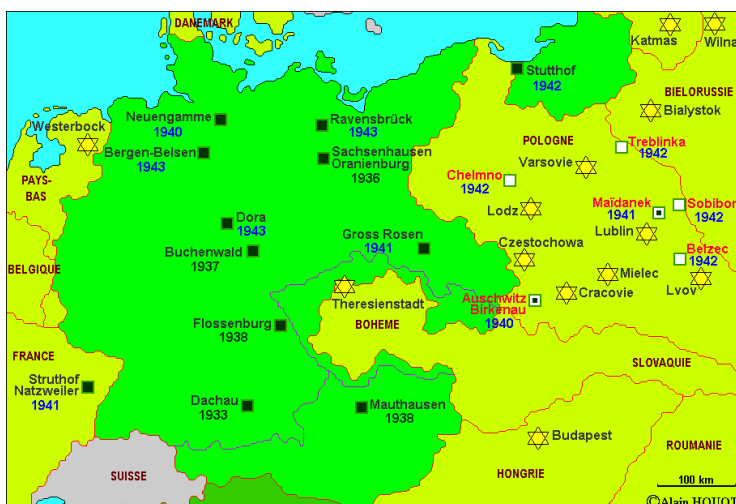 DANEMARK
Katmas
Wilna
Stutthof
1942
BIELORUSSIE
Bialystok
Neuengamme
1940
Ravensbrück
1943
Westerbock
Bergen-Belsen
1943
Sachsenhausen
Oranienburg
1936
POLOGNE
Treblinka
1942
Varsovie
PAYS-
BAS
Chelmno
1942
Lodz
Maïdanek
1941
Sobibor
1942
Lublin
Dora
1943
Buchenwald
1937
Gross Rosen
1941
Czestochowa
Belzec
1942
BELGIQUE
Mielec
Lvov
Cracovie
Theresienstadt
Auschwitz
Birkenau
1940
BOHEME
Flossenburg
1938
FRANCE
SLOVAQUIE
Struthof
Natzweiler
1941
Dachau
1933
Mauthausen
1938
Budapest
ROUMANIE
SUISSE
HONGRIE
100 km
©Alain HOUOT